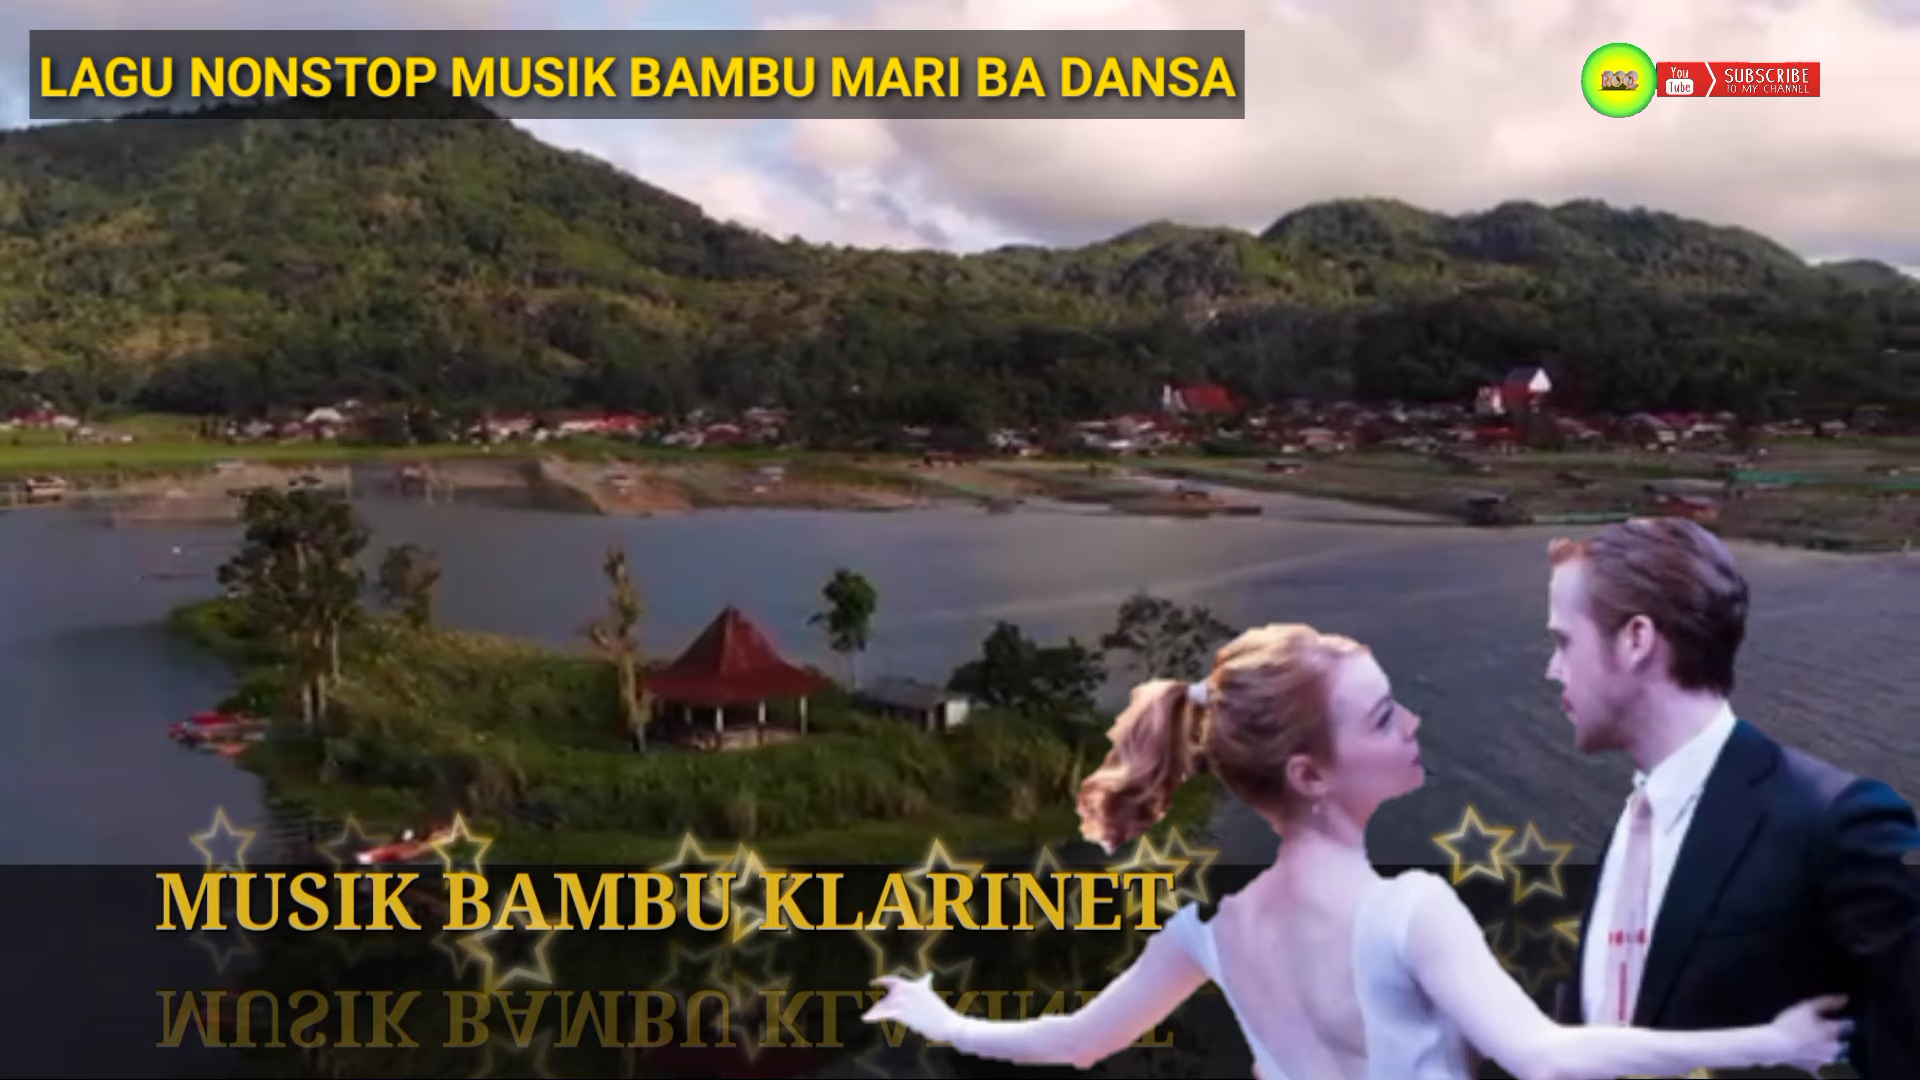 LAGU NONSTOP MUSIK BAMBU MARI BA DANSA
You
Tube
SUBSCRIBE
TO MY CHANNEL
MUSIK BAMBU KLARINET